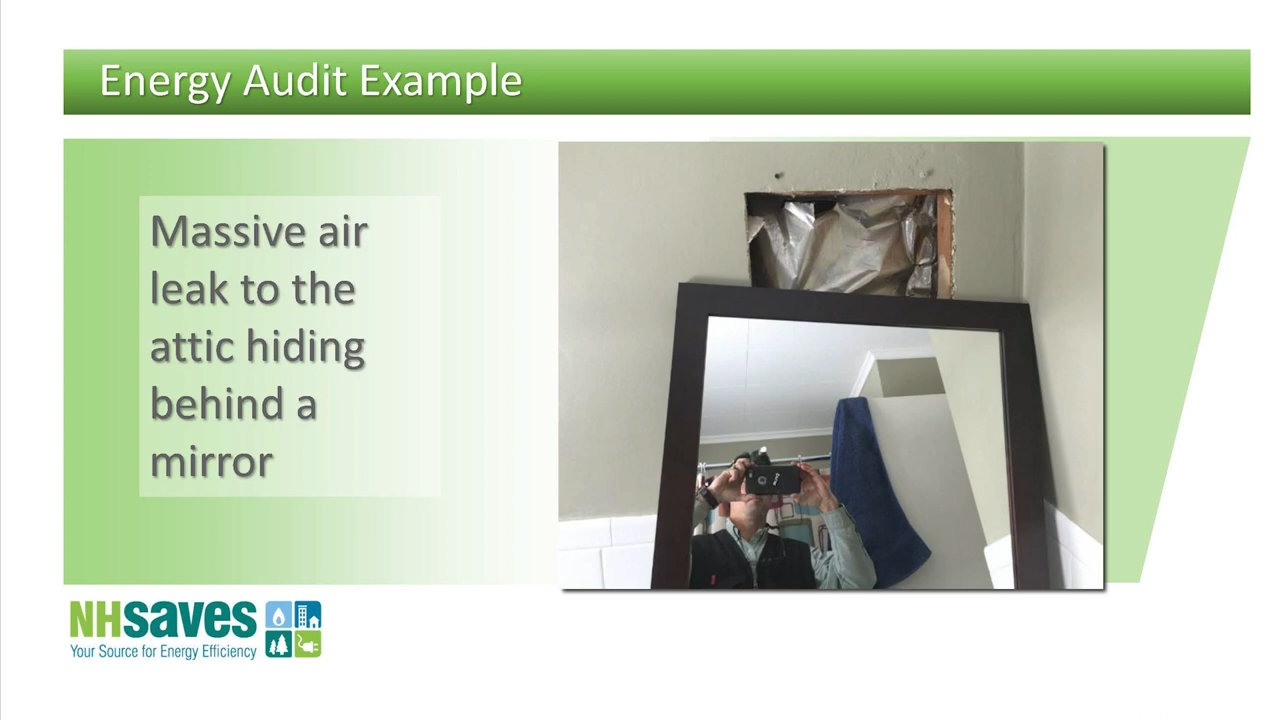 Energy Audit Example
Massive air
leak to the
attic hiding
behind a
mirror
NHsaves
Your Source for Energy Efficiency